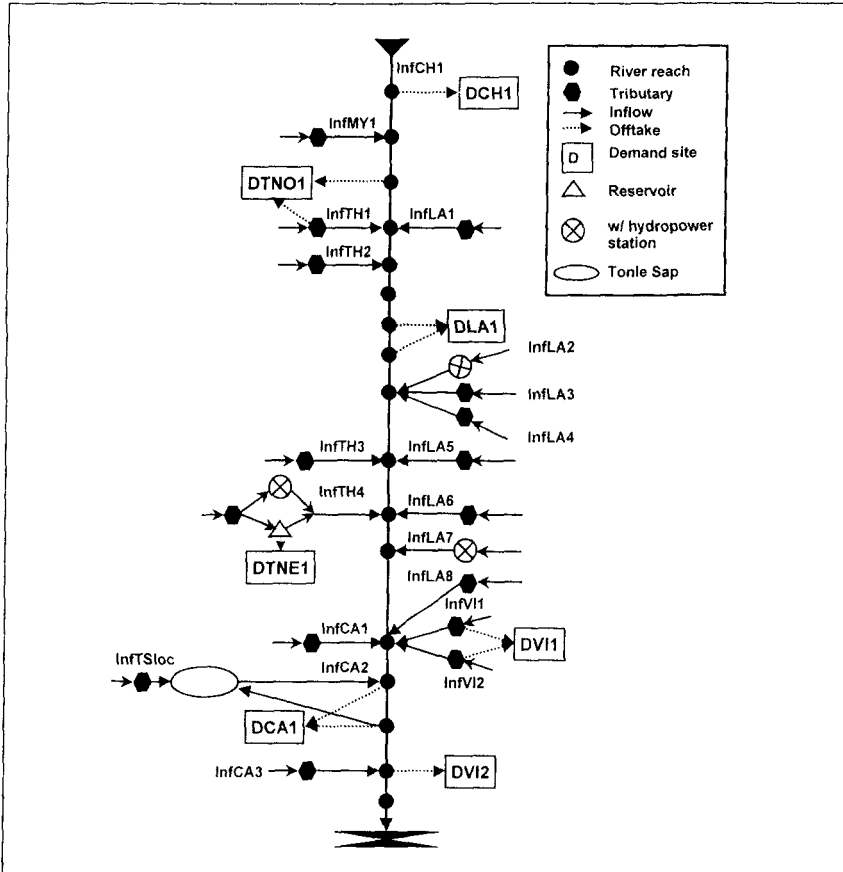 InfCH1
DCH1
InfMY1
DTNO1
InfTH1
InfLA1
InfTH2
DLA1
InfLA2
InfLA3
InfLA4
InfTH3
InfLA5
InfTH4
InfLA6
InfLA7
DTNE1
InfLA8
InfVI1
InfCA1
DVI1
InfTSloc
InfCA2
InfVI2
DCA1
InfCA3
DVI2
River reach
Tributary
Inflow
Offtake
D
Demand site
Reservoir
w/ hydropower
station
Tonle Sap